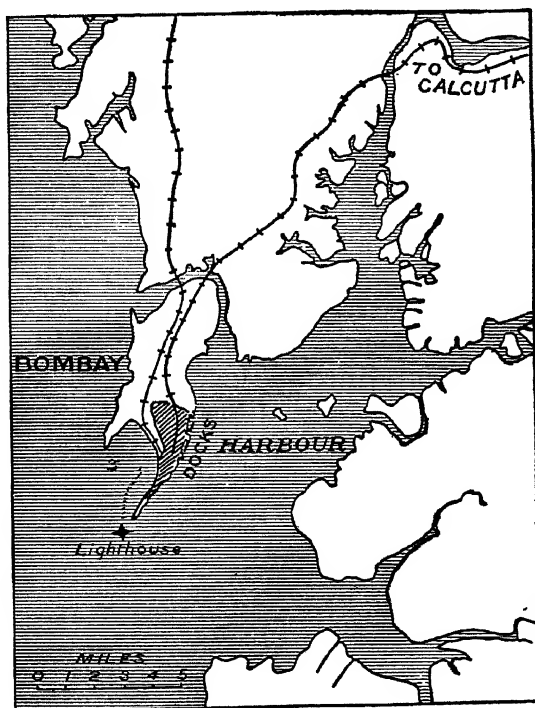 TO
CALCUTTA
BOMBAY
DOCKS
HARBOUR
Lighthouse
MILES
0 1 2 3 4 5